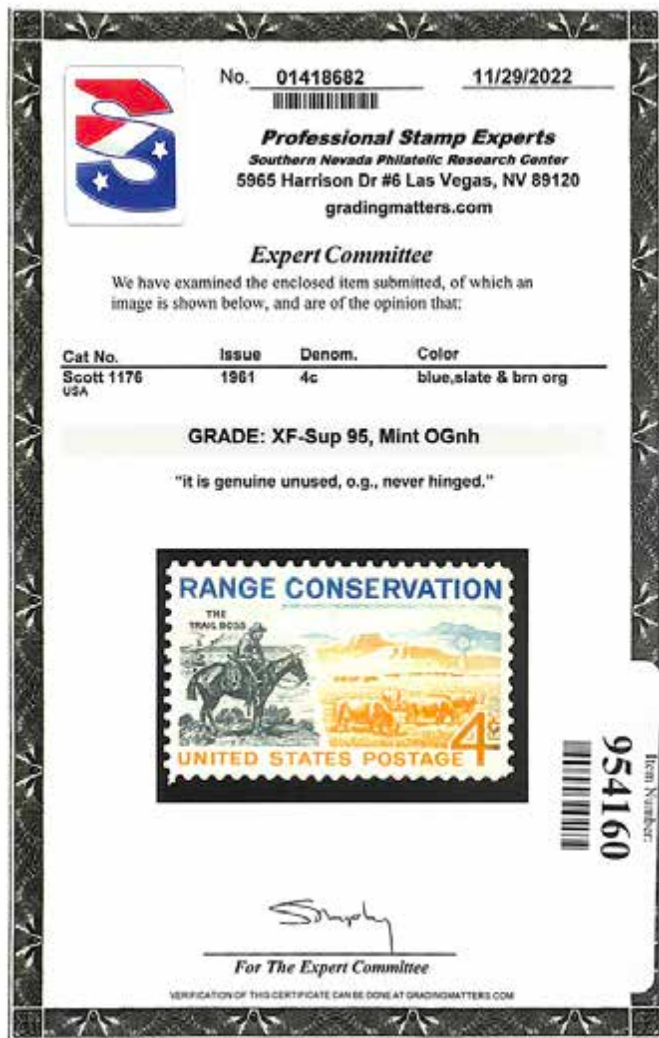 No. 01418682 11/29/2022
Professional Stamp Experts
Southern Nevada Philatelic Research Center
5965 Harrison Dr #6 Las Vegas, NV 89120
gradingmatters.com
Expert Committee
We have examined the enclosed item submitted, of which an
image is shown below, and are of the opinion that:
Cat No. Issue Denom. Color
Scott 1176 1961 4c blue,slate & brn org
USA
GRADE: XF-Sup 95, Mint OGnh
"it is genuine unused, o.g., never hinged."
RANGE CONSERVATION
THE
TRAIL BOSS
4c
UNITED STATES POSTAGE
Item Number:
954160
For The Expert Committee
VERIFICATION OF THIS CERTIFICATE CAN BE DONE AT GRADINGMATTERS.COM